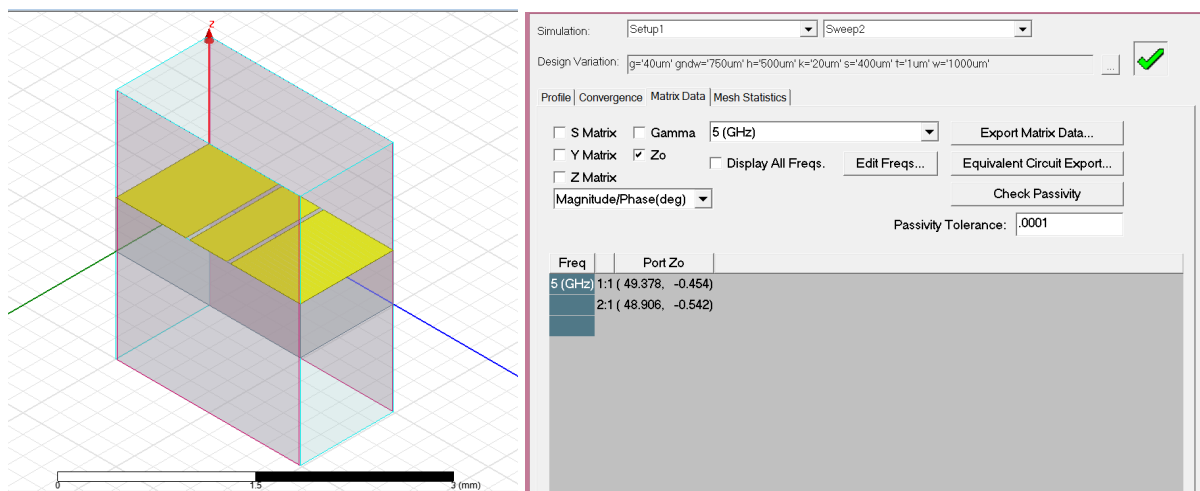 z
0
1.5
3 (mm)
Simulation: Setup1 Sweep2
Design Variation: g='40um' gndw='750um' h='500um' k='20um' s='400um' t='1um' w='1000um' ...
Profile Convergence Matrix Data Mesh Statistics
S Matrix Gamma 5 (GHz) Export Matrix Data...
Y Matrix Zo Display All Freqs. Edit Freqs... Equivalent Circuit Export...
Z Matrix
Magnitude/Phase(deg) Check Passivity
Passivity Tolerance: .0001
Freq Port Zo
5 (GHz) 1:1 ( 49.378, -0.454)
2:1 ( 48.906, -0.542)